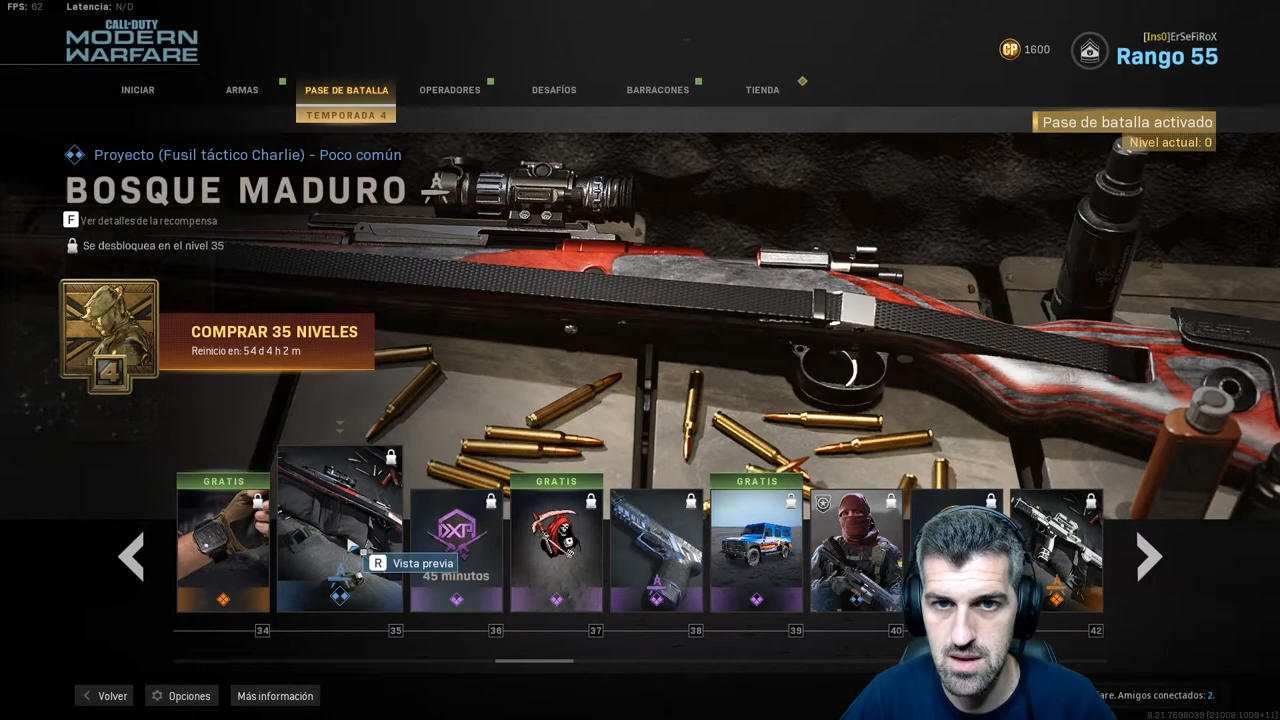 FPS: 62
Latencia: N/D
CALL·DUTY
MODERN
WARFARE
CP 1600
[Ins0]ErSeFiRoX
Rango 55
INICIAR
ARMAS
PASE DE BATALLA
OPERADORES
DESAFÍOS
BARRACONES
TIENDA
TEMPORADA 4
Pase de batalla activado
Nivel actual: 0
Proyecto (Fusil táctico Charlie) - Poco común
BOSQUE MADURO
F Ver detalles de la recompensa
Se desbloquea en el nivel 35
COMPRAR 35 NIVELES
Reinicio en: 54 d 4 h 2 m
4
GRATIS
GRATIS
GRATIS
R Vista previa
45 minutos
34
35
36
37
38
39
40
42
Volver
Opciones
Más información
Amigos conectados: 2.